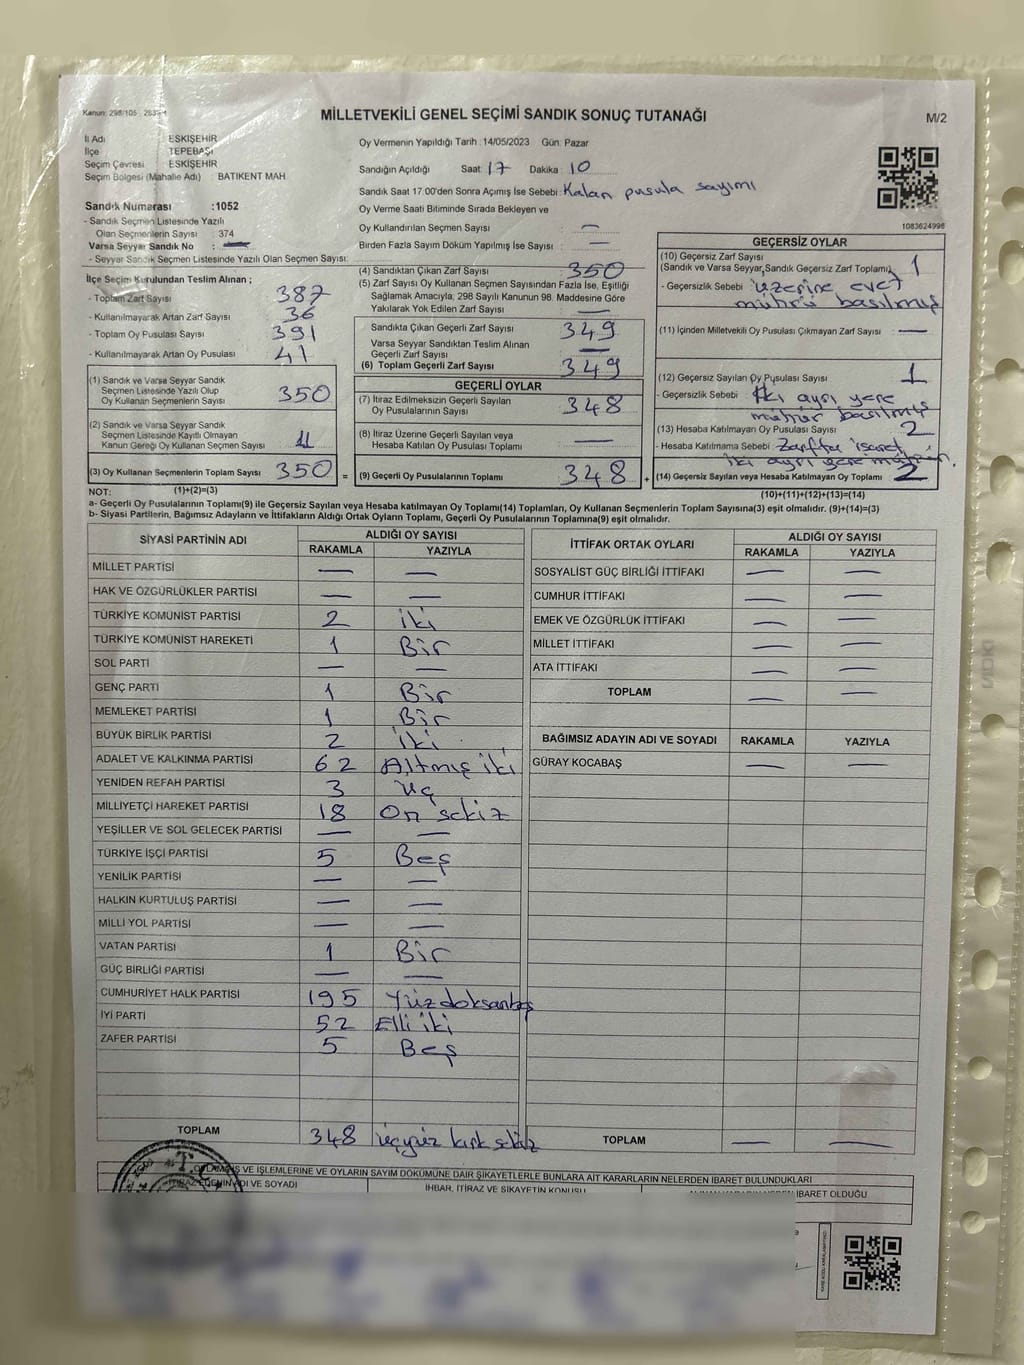 Kanun: 298/105
MİLLETVEKİLİ GENEL SEÇİMİ SANDIK SONUÇ TUTANAĞI
M/2
İl Adı : ESKİŞEHİR
İlçe : TEPEBAŞI
Seçim Çevresi : ESKİŞEHİR
Seçim Bölgesi (Mahalle Adı) : BATIKENT MAH
Oy Vermenin Yapıldığı Tarih : 14/05/2023 Gün: Pazar
Sandığın Açıldığı Saat : 17 Dakika : 10
Sandık Saat 17.00'den Sonra Açımış İse Sebebi : Kalan pusula sayımı
Oy Verme Saati Bitiminde Sırada Bekleyen ve
Oy Kullandırılan Seçmen Sayısı : —
Birden Fazla Sayım Döküm Yapılmış İse Sayısı : —
1083624998
Sandık Numarası :1052
- Sandık Seçmen Listesinde Yazılı
Olan Seçmenlerin Sayısı : 374
Varsa Seyyar Sandık No : —
- Seyyar Sandık Seçmen Listesinde Yazılı Olan Seçmen Sayısı:
İlçe Seçim Kurulundan Teslim Alınan ;
- Toplam Zarf Sayısı : 387
- Kullanılmayarak Artan Zarf Sayısı : 36
- Toplam Oy Pusulası Sayısı : 391
- Kullanılmayarak Artan Oy Pusulası : 41
(1) Sandık ve Varsa Seyyar Sandık
Seçmen Listesinde Yazılı Olup
Oy Kullanan Seçmenlerin Sayısı : 350
(2) Sandık ve Varsa Seyyar Sandık
Seçmen Listesinde Kayıtlı Olmayan
Kanun Gereği Oy Kullanan Seçmen Sayısı :
(3) Oy Kullanan Seçmenlerin Toplam Sayısı : 350 =
(1)+(2)=(3)
(4) Sandıktan Çıkan Zarf Sayısı : 350
(5) Zarf Sayısı Oy Kullanan Seçmen Sayısından Fazla İse, Eşitliği
Sağlamak Amacıyla; 298 Sayılı Kanunun 98. Maddesine Göre
Yakılarak Yok Edilen Zarf Sayısı : —
Sandıkta Çıkan Geçerli Zarf Sayısı : 349
Varsa Seyyar Sandıktan Teslim Alınan
Geçerli Zarf Sayısı : —
(6) Toplam Geçerli Zarf Sayısı : 349
GEÇERLİ OYLAR
(7) İtiraz Edilmeksizin Geçerli Sayılan
Oy Pusulalarının Sayısı : 348
(8) İtiraz Üzerine Geçerli Sayılan veya
Hesaba Katılan Oy Pusulası Toplamı : —
(9) Geçerli Oy Pusulalarının Toplamı : 348 +
GEÇERSİZ OYLAR
(10) Geçersiz Zarf Sayısı
(Sandık ve Varsa Seyyar Sandık Geçersiz Zarf Toplamı) : 1
- Geçersizlik Sebebi : üzerine evet
mührü basılmış
(11) İçinden Milletvekili Oy Pusulası Çıkmayan Zarf Sayısı : —
(12) Geçersiz Sayılan Oy Pusulası Sayısı : 1
- Geçersizlik Sebebi : İki ayrı yere
mühür basılmış
(13) Hesaba Katılmayan Oy Pusulası Sayısı : 2
- Hesaba Katılmama Sebebi : Zarfta işaret,
iki ayrı yere mühür.
(14) Geçersiz Sayılan veya Hesaba Katılmayan Oy Toplamı : 2
(10)+(11)+(12)+(13)=(14)
NOT:
a- Geçerli Oy Pusulalarının Toplamı(9) ile Geçersiz Sayılan veya Hesaba katılmayan Oy Toplamı(14) Toplamları, Oy Kullanan Seçmenlerin Toplam Sayısına(3) eşit olmalıdır. (9)+(14)=(3)
b- Siyasi Partilerin, Bağımsız Adayların ve İttifakların Aldığı Ortak Oyların Toplamı, Geçerli Oy Pusulalarının Toplamına(9) eşit olmalıdır.
SİYASİ PARTİNİN ADI ALDIĞI OY SAYISI
RAKAMLA YAZIYLA
MİLLET PARTİSİ — —
HAK VE ÖZGÜRLÜKLER PARTİSİ — —
TÜRKİYE KOMÜNİST PARTİSİ 2 iki
TÜRKİYE KOMÜNİST HAREKETİ 1 Bir
SOL PARTİ — —
GENÇ PARTİ 1 Bir
MEMLEKET PARTİSİ 1 Bir
BÜYÜK BİRLİK PARTİSİ 2 iki
ADALET VE KALKINMA PARTİSİ 62 Altmış iki
YENİDEN REFAH PARTİSİ 3 üç
MİLLİYETÇİ HAREKET PARTİSİ 18 On sekiz
YEŞİLLER VE SOL GELECEK PARTİSİ — —
TÜRKİYE İŞÇİ PARTİSİ 5 Beş
YENİLİK PARTİSİ — —
HALKIN KURTULUŞ PARTİSİ — —
MİLLİ YOL PARTİSİ — —
VATAN PARTİSİ 1 Bir
GÜÇ BİRLİĞİ PARTİSİ — —
CUMHURİYET HALK PARTİSİ 195 Yüzdoksanbeş
İYİ PARTİ 52 Elli iki
ZAFER PARTİSİ 5 Beş
TOPLAM 348 üçyüz kırk sekiz
İTTİFAK ORTAK OYLARI ALDIĞI OY SAYISI
RAKAMLA YAZIYLA
SOSYALİST GÜÇ BİRLİĞİ İTTİFAKI — —
CUMHUR İTTİFAKI — —
EMEK VE ÖZGÜRLÜK İTTİFAKI — —
MİLLET İTTİFAKI — —
ATA İTTİFAKI — —
TOPLAM — —
BAĞIMSIZ ADAYIN ADI VE SOYADI RAKAMLA YAZIYLA
GÜRAY KOCABAŞ — —
TOPLAM — —
VE İŞLEMLERİNE VE OYLARIN SAYIM DÖKÜMÜNE DAİR ŞİKAYETLERLE BUNLARA AİT KARARLARIN NELERDEN İBARET BULUNDUKLARI
ADI VE SOYADI
İHBAR, İTİRAZ VE ŞİKAYETİN KONUSU
İBARET OLDUĞU